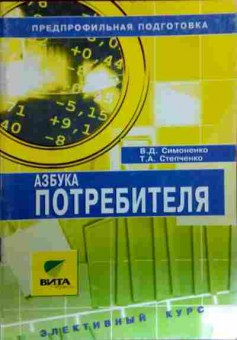 ПРЕДПРОФИЛЬНАЯ ПОДГОТОВКА
В.Д. Симоненко
Т.А. Степченко
АЗБУКА
ПОТРЕБИТЕЛЯ
ВИТА
ЭЛЕКТИВНЫЙ КУРС